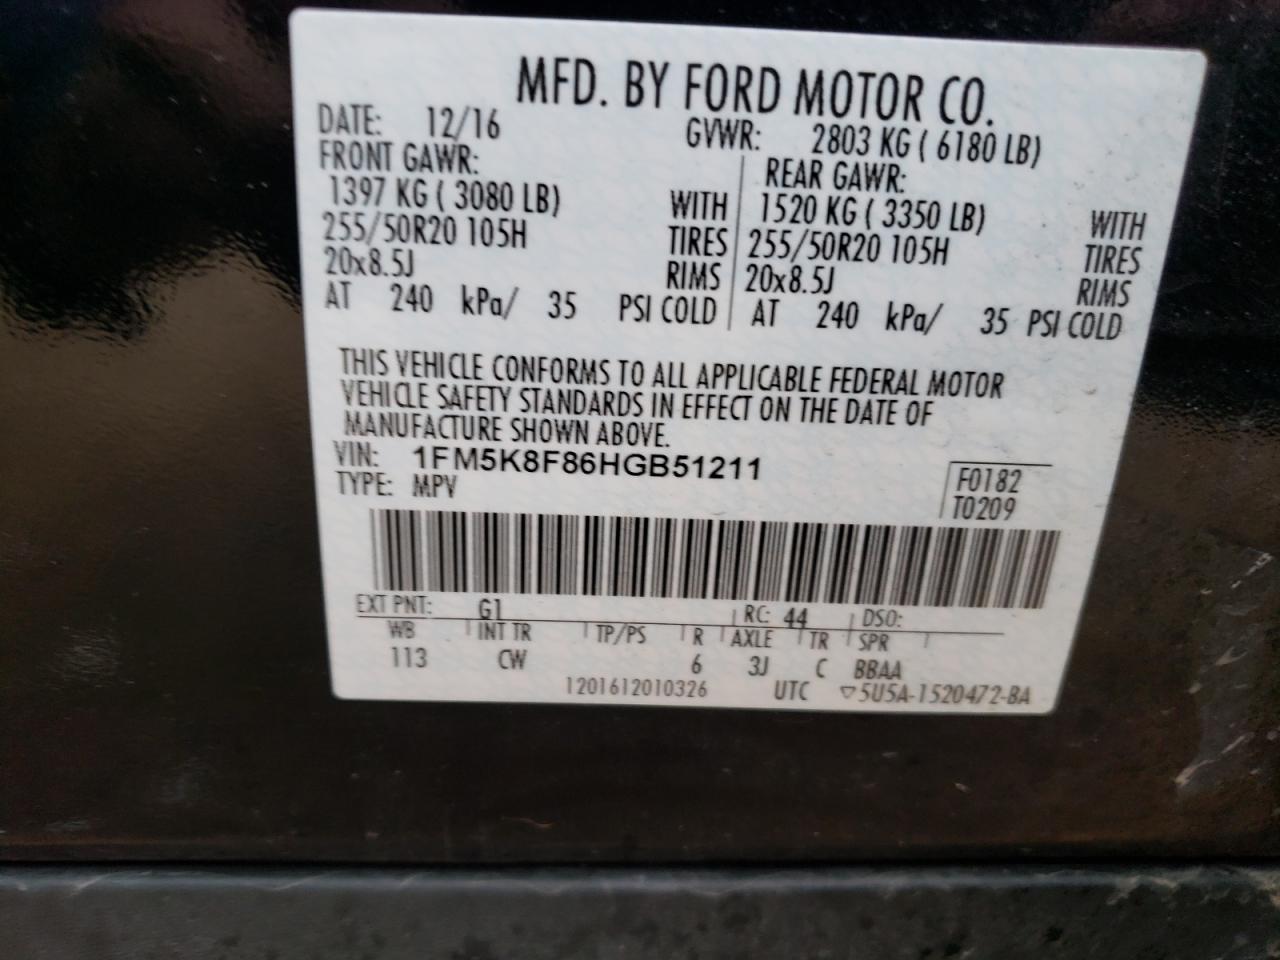 MFD. BY FORD MOTOR CO.
DATE: 12/16 GVWR: 2803 KG ( 6180 LB)
FRONT GAWR: REAR GAWR:
1397 KG ( 3080 LB) WITH 1520 KG ( 3350 LB) WITH
255/50R20 105H TIRES 255/50R20 105H TIRES
20x8.5J RIMS 20x8.5J RIMS
AT 240 kPa/ 35 PSI COLD AT 240 kPa/ 35 PSI COLD
THIS VEHICLE CONFORMS TO ALL APPLICABLE FEDERAL MOTOR
VEHICLE SAFETY STANDARDS IN EFFECT ON THE DATE OF
MANUFACTURE SHOWN ABOVE.
VIN: 1FM5K8F86HGB51211 F0182
TYPE: MPV T0209
EXT PNT: G1 RC: 44 DSO:
WB INT TR TP/PS R AXLE TR SPR
113 CW 6 3J C BBAA
1201612010326 UTC ▽5U5A-1520472-BA